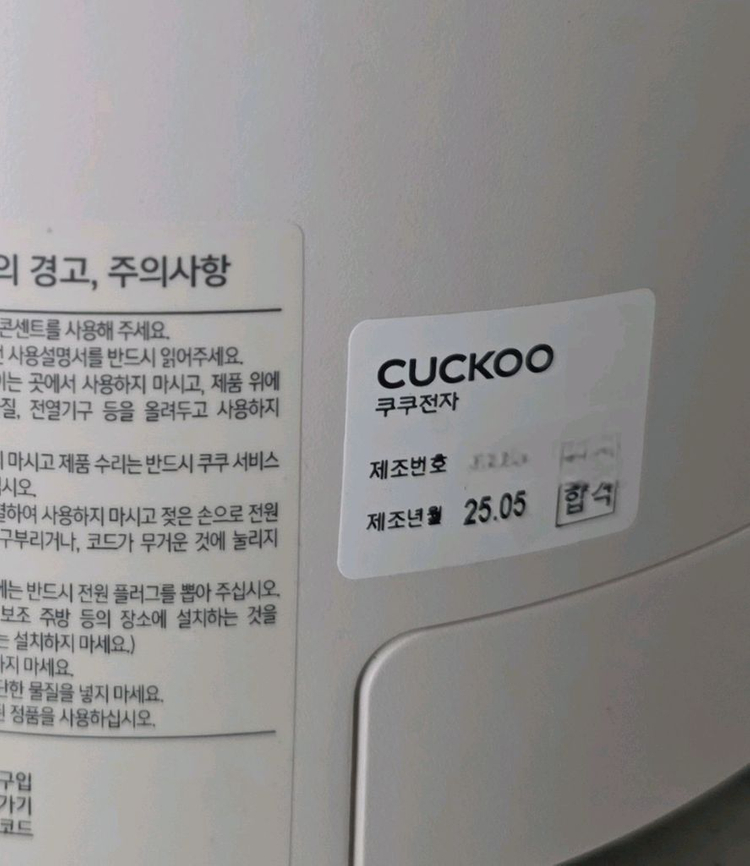 의 경고, 주의사항
콘센트를 사용해 주세요.
사용설명서를 반드시 읽어주세요.
는 곳에서 사용하지 마시고, 제품 위에
질, 전열기구 등을 올려두고 사용하지
마시고 제품 수리는 반드시 쿠쿠 서비스
십시오.
하여 사용하지 마시고 젖은 손으로 전원
구부리거나, 코드가 무거운 것에 눌리지
에는 반드시 전원 플러그를 뽑아 주십시오.
보조 주방 등의 장소에 설치하는 것을
는 설치하지 마세요.)
하지 마세요.
단한 물질을 넣지 마세요.
된 정품을 사용하십시오.
구입
가기
코드
CUCKOO
쿠쿠전자
제조번호
제조년월 25.05